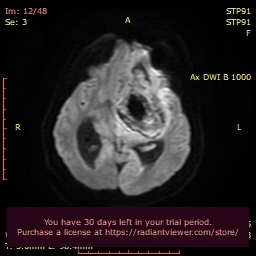 Im: 12/48
Se: 3
A
STP91
STP91
F
Ax DWI B 1000
R
L
You have 30 days left in your trial period.
Purchase a license at https://radiantviewer.com/store/